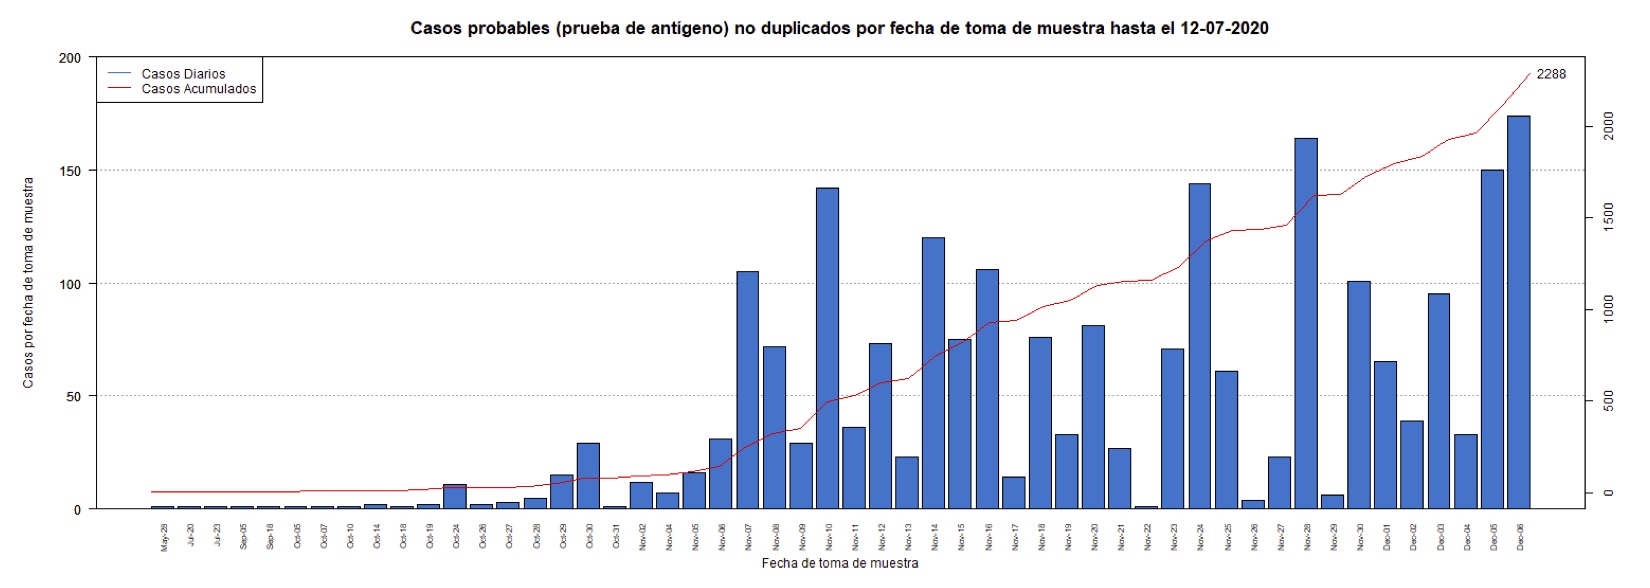 Casos probables (prueba de antígeno) no duplicados por fecha de toma de muestra hasta el 12-07-2020
Casos Diarios
Casos Acumulados
2288
Casos por fecha de toma de muestra
200
150
100
50
0
2000
1500
1000
500
0
May-28
Jul-20
Jul-23
Sep-05
Sep-18
Oct-05
Oct-07
Oct-10
Oct-14
Oct-18
Oct-19
Oct-24
Oct-26
Oct-27
Oct-28
Oct-29
Oct-30
Oct-31
Nov-02
Nov-04
Nov-05
Nov-06
Nov-07
Nov-08
Nov-09
Nov-10
Nov-11
Nov-12
Nov-13
Nov-14
Nov-15
Nov-16
Nov-17
Nov-18
Nov-19
Nov-20
Nov-21
Nov-22
Nov-23
Nov-24
Nov-25
Nov-26
Nov-27
Nov-28
Nov-29
Nov-30
Dec-01
Dec-02
Dec-03
Dec-04
Dec-05
Dec-06
Fecha de toma de muestra